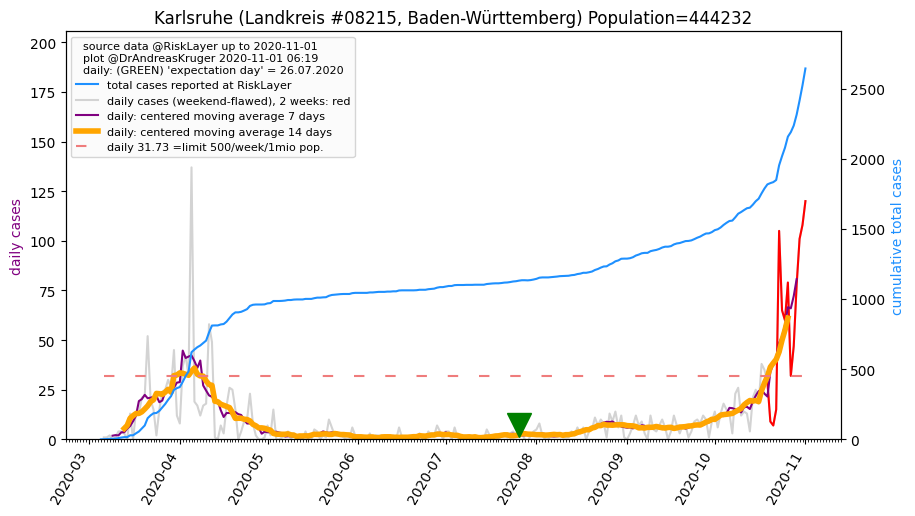 Karlsruhe (Landkreis #08215, Baden-Württemberg) Population=444232
source data @RiskLayer up to 2020-11-01
plot @DrAndreasKruger 2020-11-01 06:19
daily: (GREEN) 'expectation day' = 26.07.2020
total cases reported at RiskLayer
daily cases (weekend-flawed), 2 weeks: red
daily: centered moving average 7 days
daily: centered moving average 14 days
daily 31.73 =limit 500/week/1mio pop.
daily cases
200
175
150
125
100
75
50
25
0
cumulative total cases
2500
2000
1500
1000
500
0
2020-03
2020-04
2020-05
2020-06
2020-07
2020-08
2020-09
2020-10
2020-11